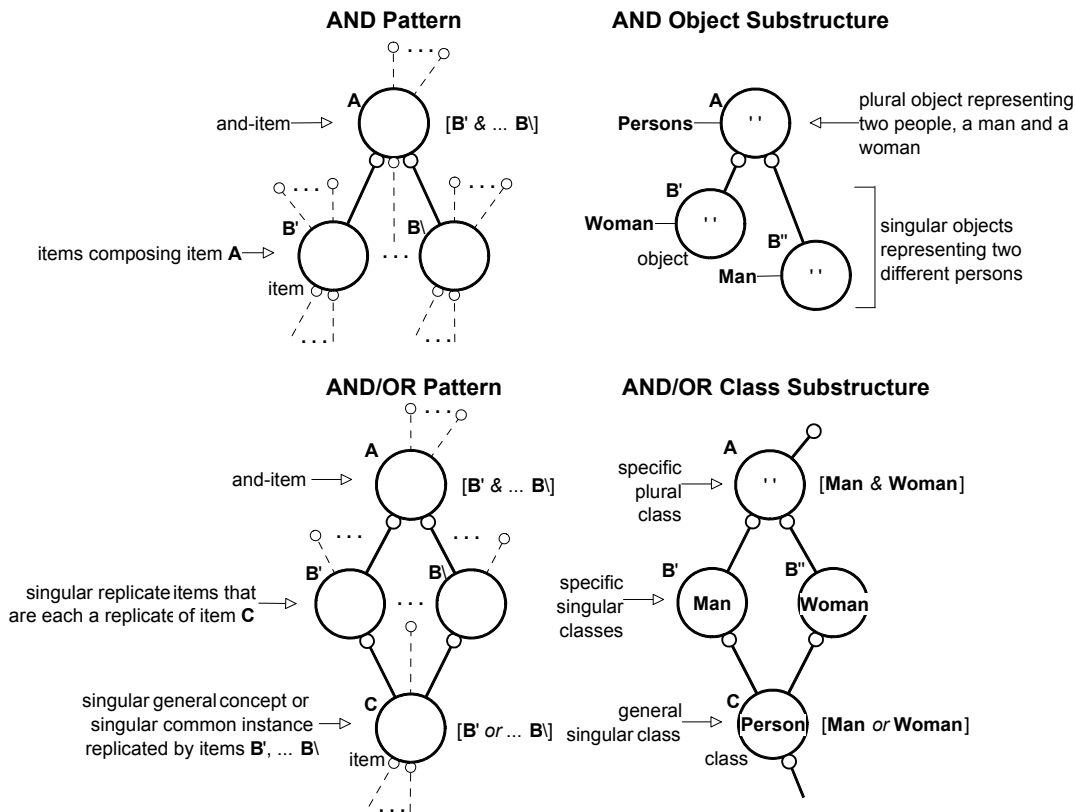 AND Pattern
AND Object Substructure
A
and-item
[B' & ... B\]
B'
B\
items composing item A
item
A
Persons
' '
plural object representing
two people, a man and a
woman
B'
Woman
' '
object
B"
Man
' '
singular objects
representing two
different persons
AND/OR Pattern
AND/OR Class Substructure
A
and-item
[B' & ... B\]
B'
B\
singular replicate items that
are each a replicate of item C
C
singular general concept or
singular common instance
replicated by items B', ... B\
[B' or ... B\]
item
A
specific
plural
class
' '
[Man & Woman]
B'
B"
specific
singular
classes
Man
Woman
C
general
singular class
Person
[Man or Woman]
class